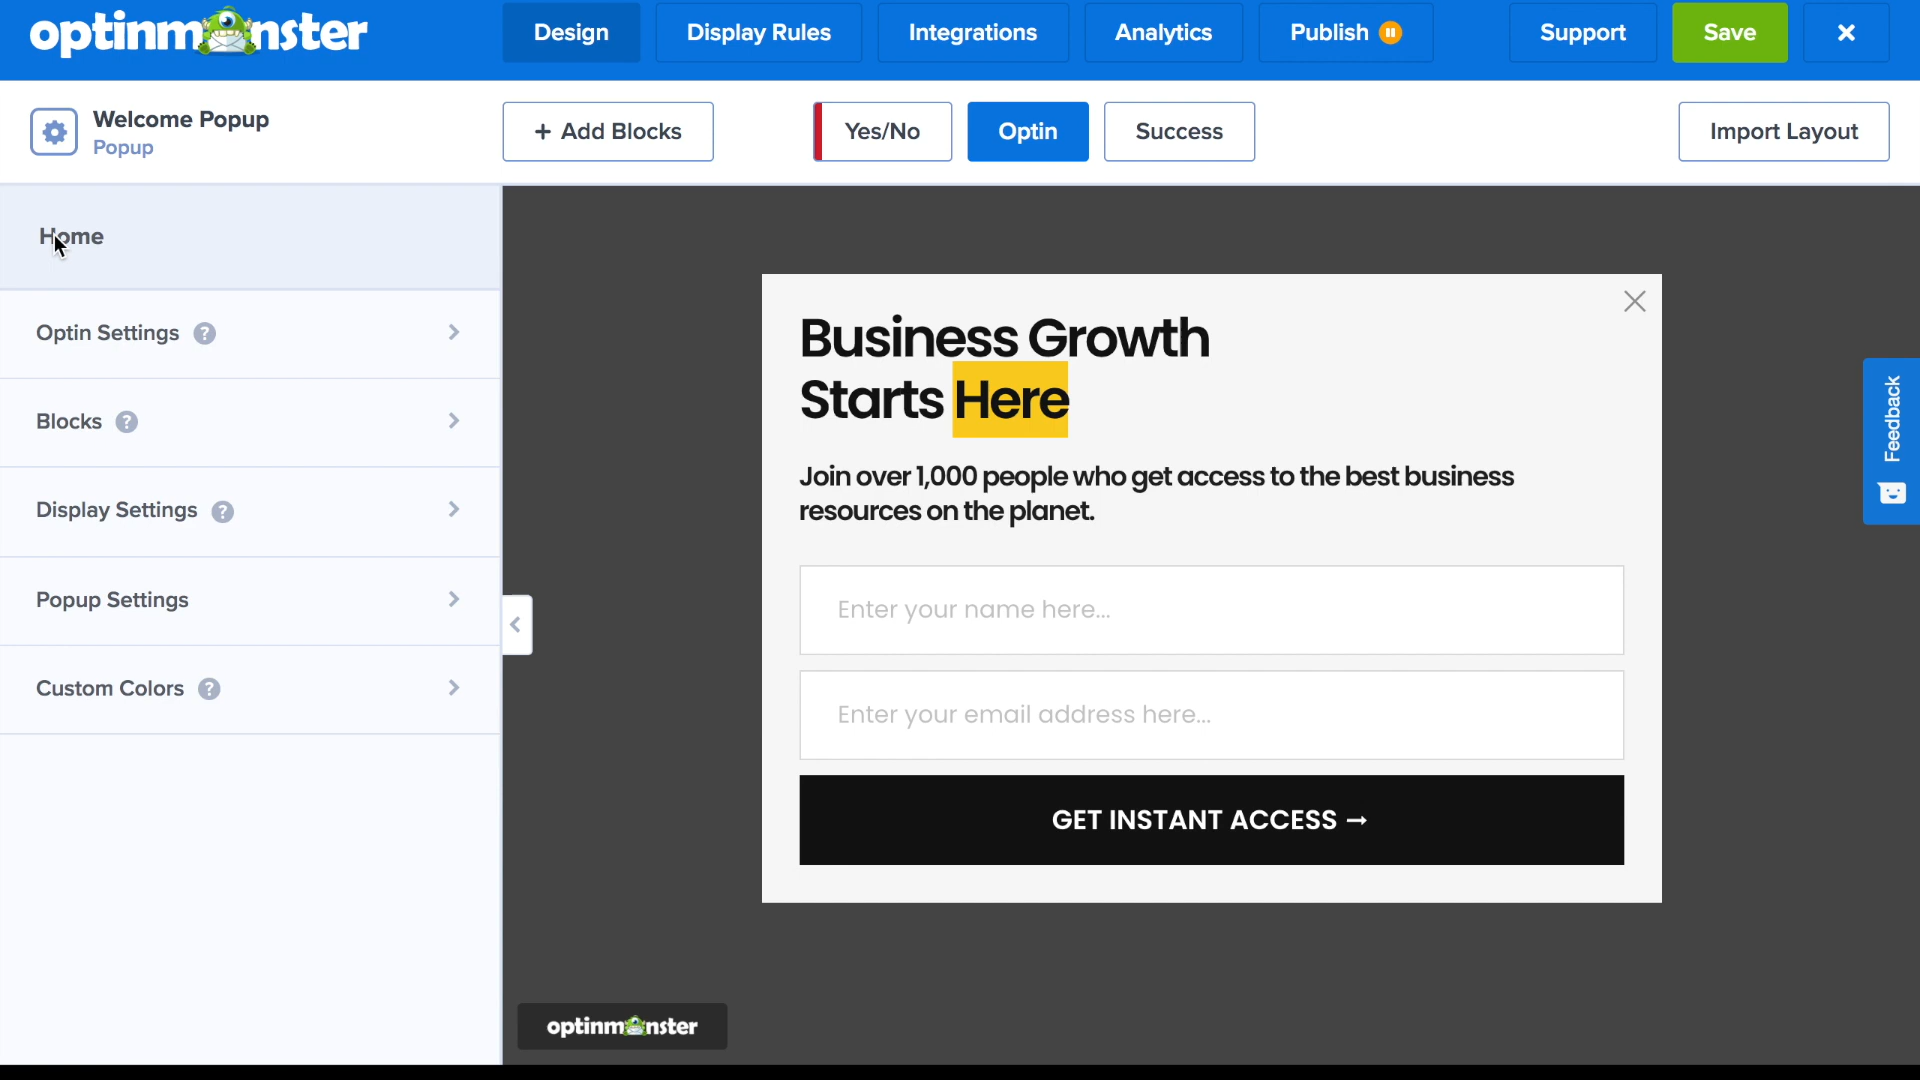 optinmonster
Design
Display Rules
Integrations
Analytics
Publish
Support
Save
Welcome Popup
Popup
+ Add Blocks
Yes/No
Optin
Success
Import Layout
Home
Optin Settings ?
Blocks ?
Display Settings ?
Popup Settings
Custom Colors ?
Business Growth
Starts Here
Join over 1,000 people who get access to the best business
resources on the planet.
Enter your name here...
Enter your email address here...
GET INSTANT ACCESS →
Feedback
optinmonster